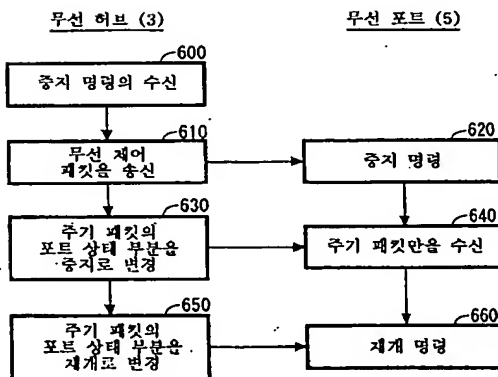 무선 허브 (3)
무선 포트 (5)
600
중지 명령의 수신
610
무선 제어
패킷을 송신
620
중지 명령
630
주기 패킷의
포트 상태 부분을
중지로 변경
640
주기 패킷만을 수신
650
주기 패킷의
포트 상태 부분을
재개로 변경
660
재개 명령